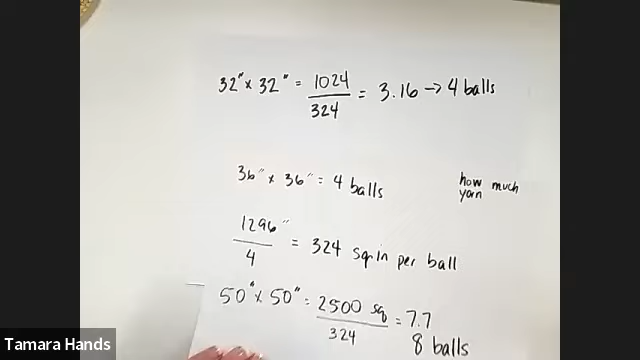 32" x 32" = 1024 / 324 = 3.16 → 4 balls
36" x 36" = 4 balls
how much
yarn
1296" / 4 = 324 sq in per ball
50" x 50" = 2500 sq / 324 = 7.7
8 balls
Tamara Hands